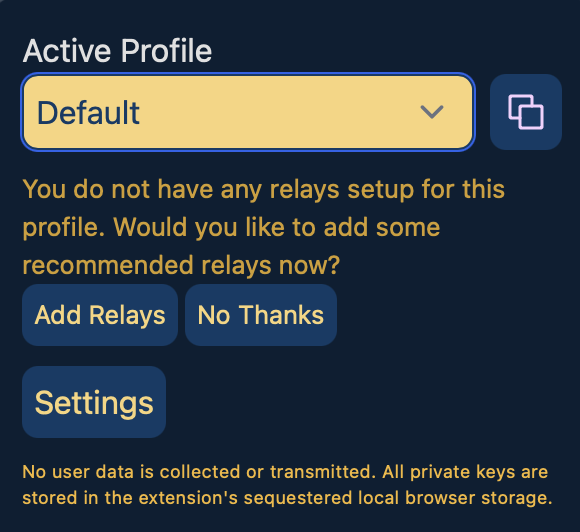 Active Profile
Default
You do not have any relays setup for this
profile. Would you like to add some
recommended relays now?
Add Relays No Thanks
Settings
No user data is collected or transmitted. All private keys are
stored in the extension's sequestered local browser storage.